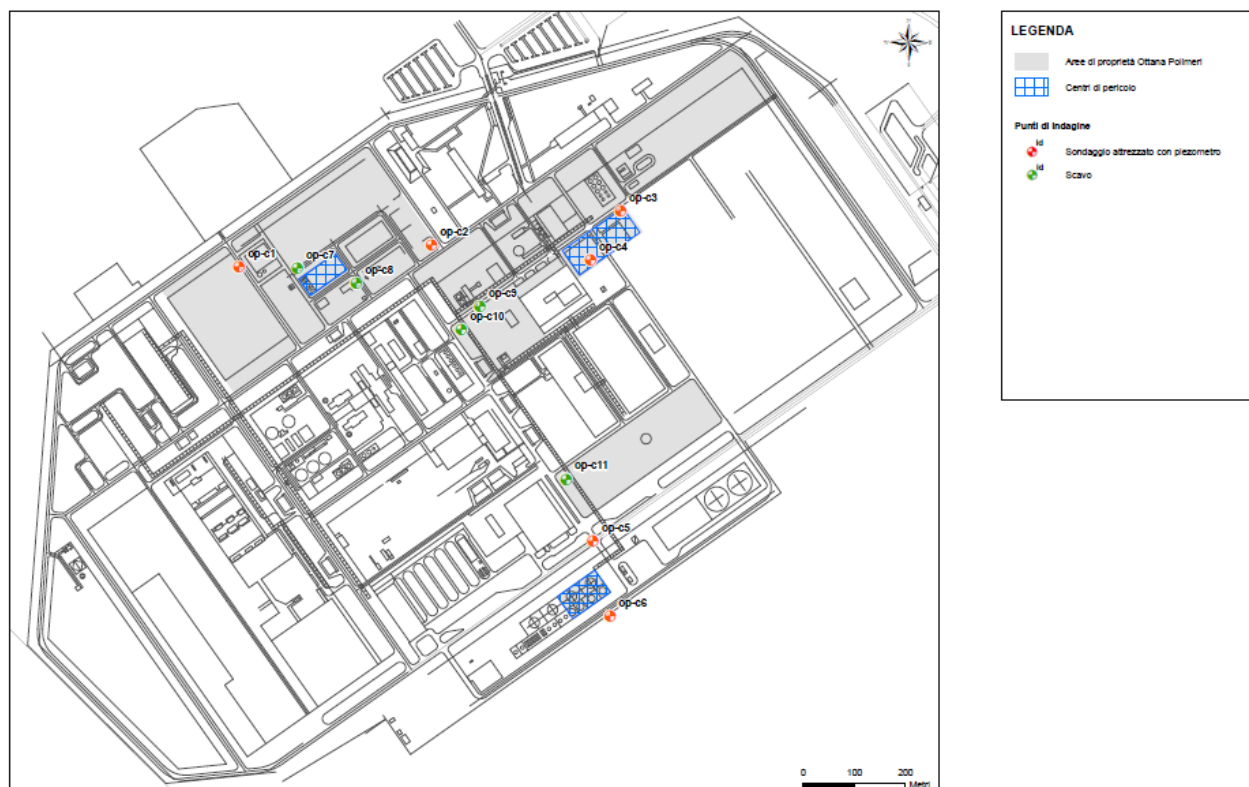 op-c3
op-c2
op-c1
op-c4
op-c7
op-c8
op-c9
op-c10
op-c11
op-c5
op-c6
0 100 200
Metri
LEGENDA
Aree di proprietà Ottana Polimeri
Centri di pericolo
Punti di Indagine
id
Sondaggio attrezzato con piezometro
id
Scavo